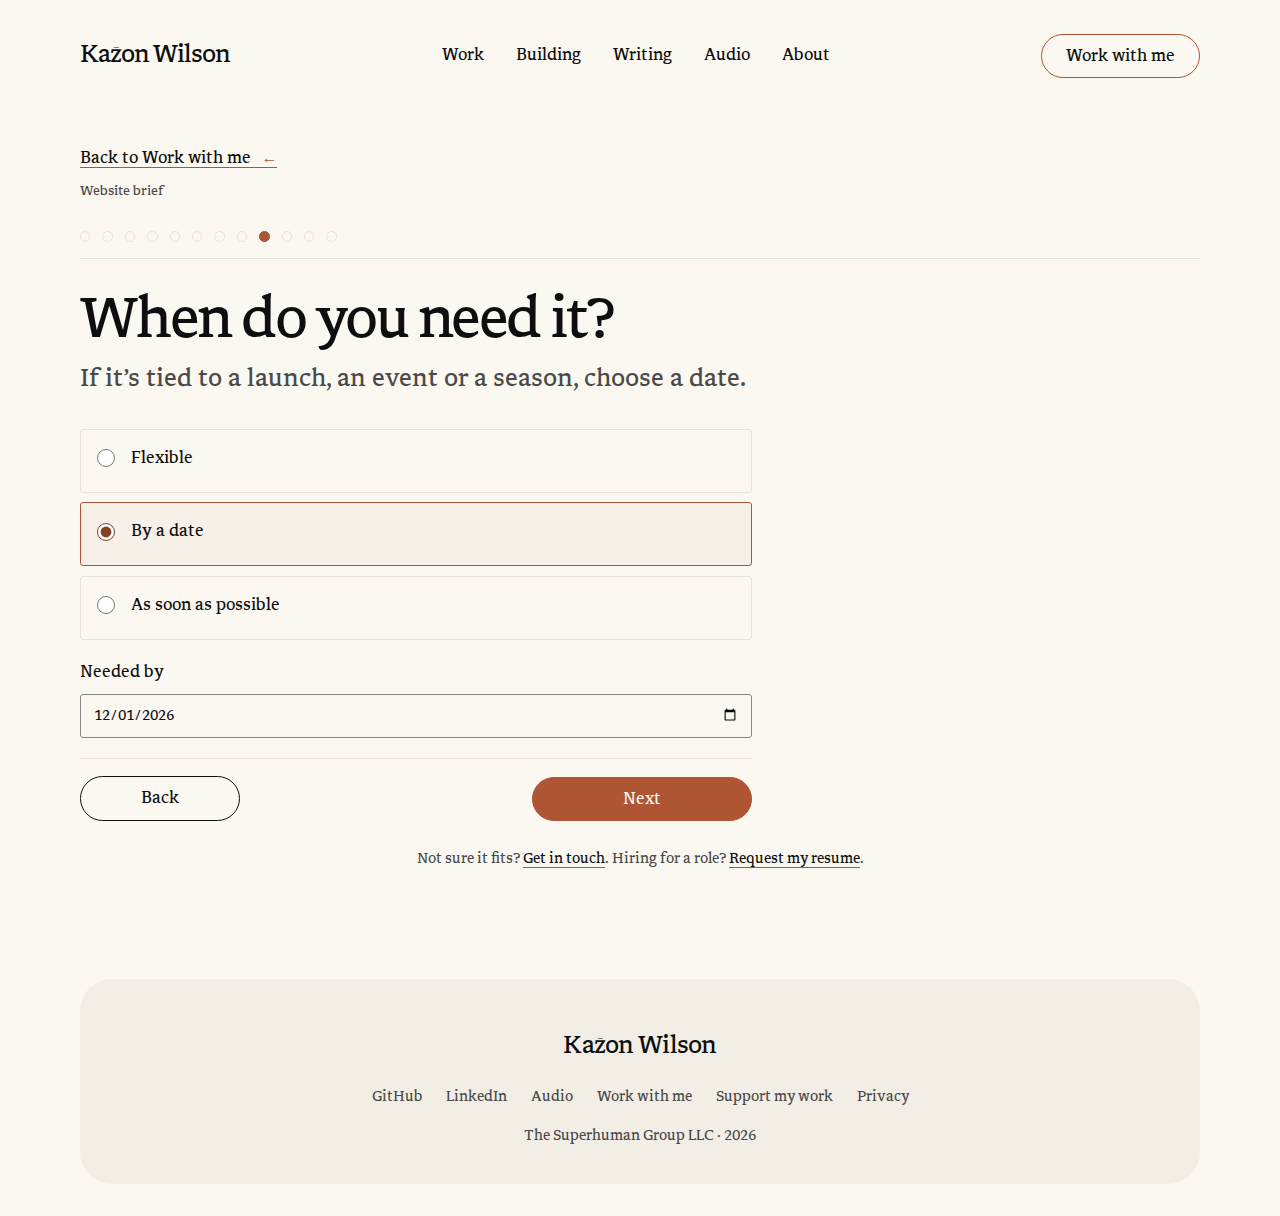 Każon Wilson
Work Building Writing Audio About
Work with me
Back to Work with me ←
Website brief
When do you need it?
If it’s tied to a launch, an event or a season, choose a date.
Flexible
By a date
As soon as possible
Needed by
12/01/2026
Back
Next
Not sure it fits? Get in touch. Hiring for a role? Request my resume.
Każon Wilson
GitHub LinkedIn Audio Work with me Support my work Privacy
The Superhuman Group LLC · 2026